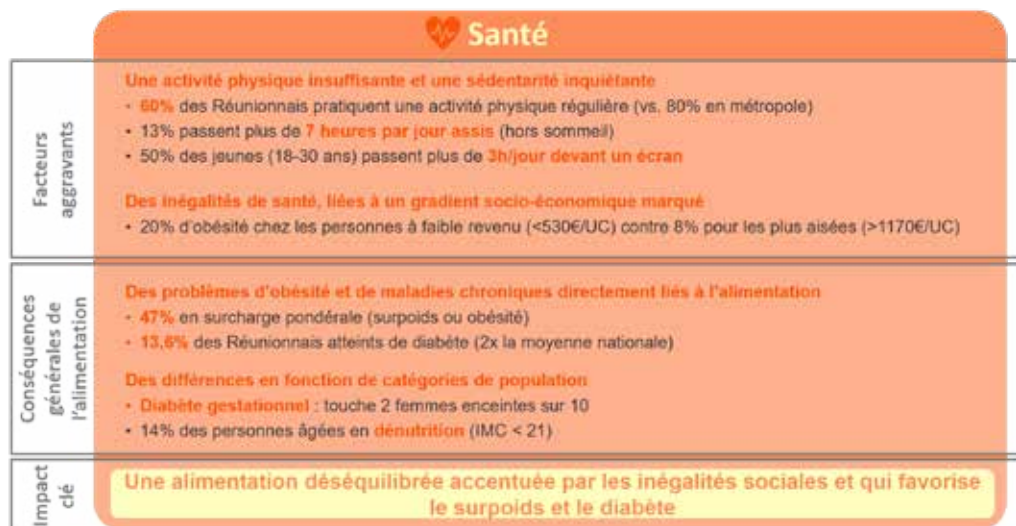 Santé
Facteurs
aggravants
Une activité physique insuffisante et une sédentarité inquiétante
• 60% des Réunionnais pratiquent une activité physique régulière (vs. 80% en métropole)
• 13% passent plus de 7 heures par jour assis (hors sommeil)
• 50% des jeunes (18-30 ans) passent plus de 3h/jour devant un écran
Des inégalités de santé, liées à un gradient socio-économique marqué
• 20% d'obésité chez les personnes à faible revenu (<530€/UC) contre 8% pour les plus aisées (>1170€/UC)
Conséquences
générales de
l'alimentation
Des problèmes d'obésité et de maladies chroniques directement liés à l'alimentation
• 47% en surcharge pondérale (surpoids ou obésité)
• 13,6% des Réunionnais atteints de diabète (2x la moyenne nationale)
Des différences en fonction de catégories de population
• Diabète gestationnel : touche 2 femmes enceintes sur 10
• 14% des personnes âgées en dénutrition (IMC < 21)
Impact
clé
Une alimentation déséquilibrée accentuée par les inégalités sociales et qui favorise
le surpoids et le diabète